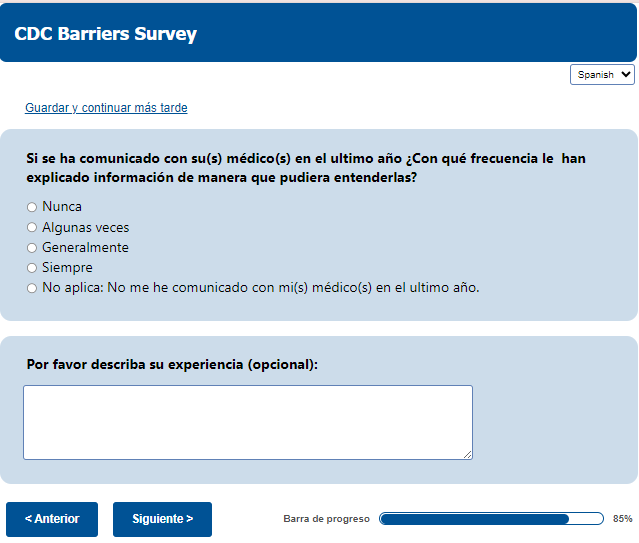 CDC Barriers Survey
Spanish
Guardar y continuar más tarde
Si se ha comunicado con su(s) médico(s) en el ultimo año ¿Con qué frecuencia le  han
explicado información de manera que pudiera entenderlas?
Nunca
Algunas veces
Generalmente
Siempre
No aplica: No me he comunicado con mi(s) médico(s) en el ultimo año.
Por favor describa su experiencia (opcional):
< Anterior
Siguiente >
Barra de progreso
85%